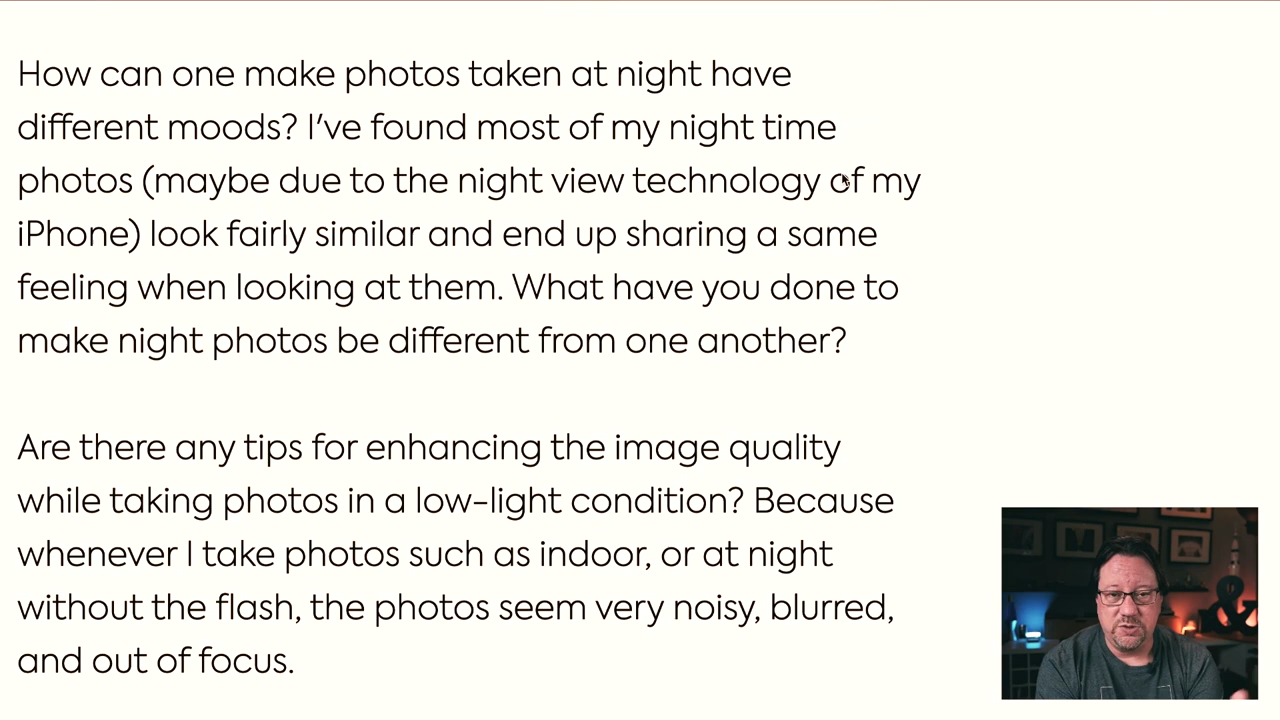 How can one make photos taken at night have
different moods? I've found most of my night time
photos (maybe due to the night view technology of my
iPhone) look fairly similar and end up sharing a same
feeling when looking at them. What have you done to
make night photos be different from one another?
Are there any tips for enhancing the image quality
while taking photos in a low-light condition? Because
whenever I take photos such as indoor, or at night
without the flash, the photos seem very noisy, blurred,
and out of focus.